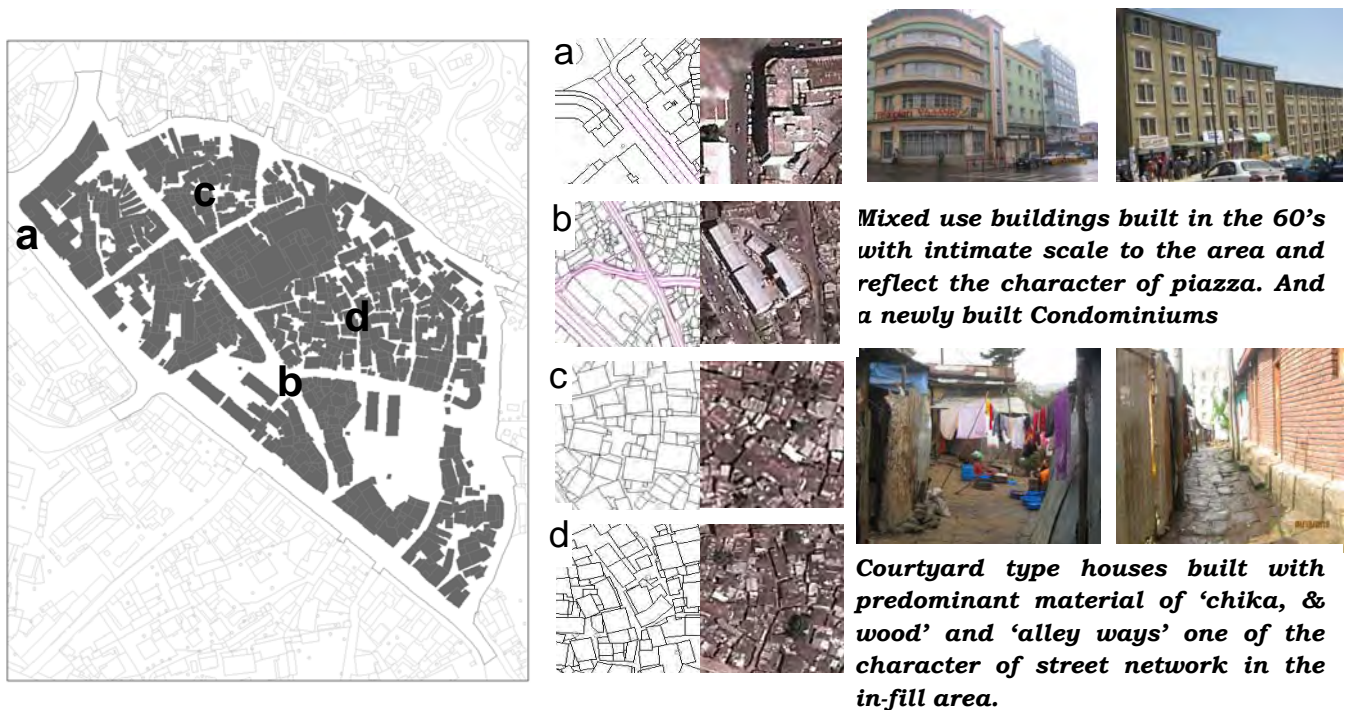 a
b
c
d
a
b
c
d
Mixed use buildings built in the 60's
with intimate scale to the area and
reflect the character of piazza. And
a newly built Condominiums
Courtyard type houses built with
predominant material of 'chika, &
wood' and 'alley ways' one of the
character of street network in the
in-fill area.